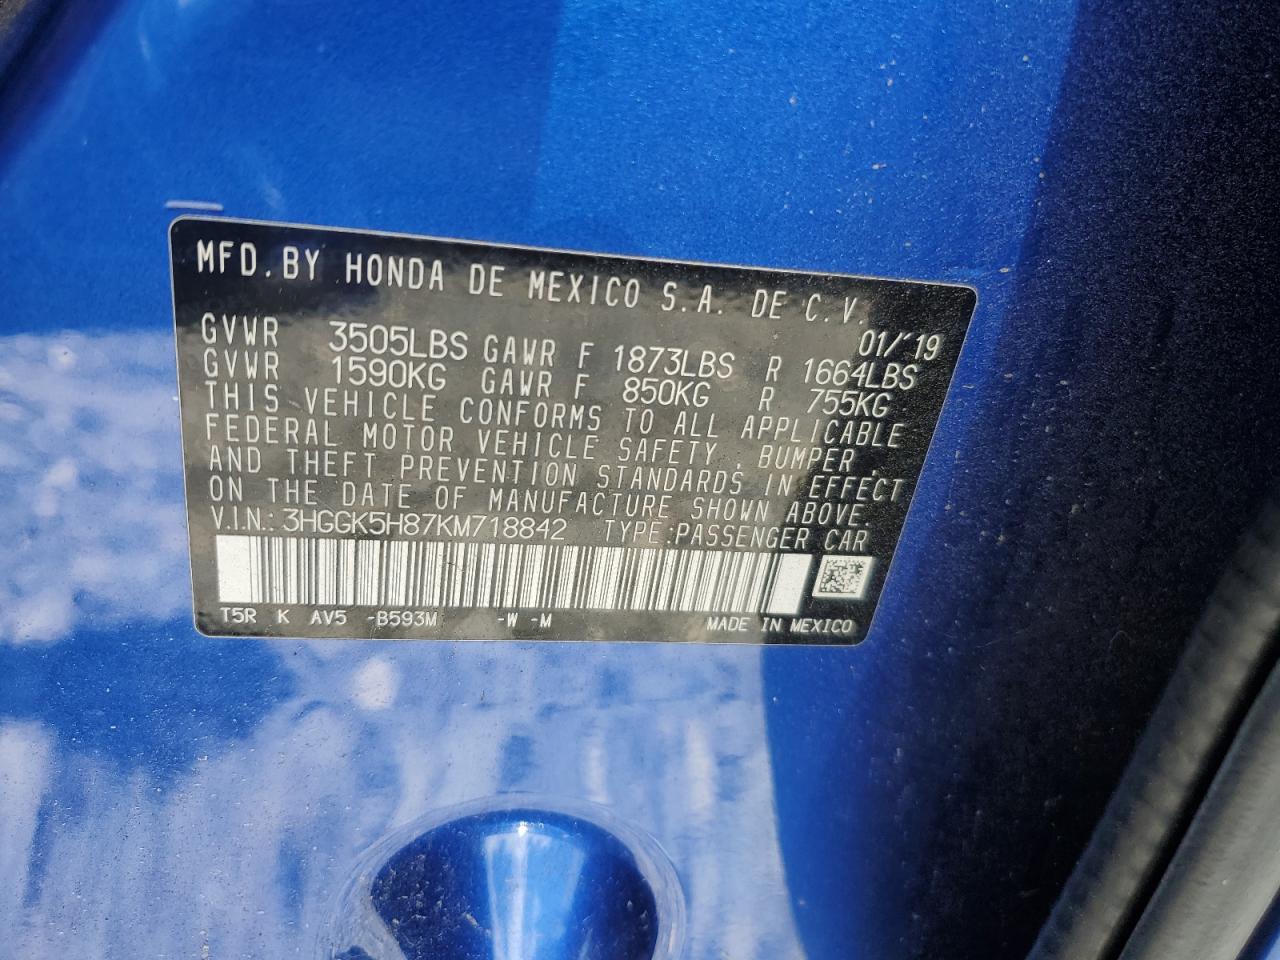 MFD.BY HONDA DE MEXICO S.A. DE C.V.
01/'19
GVWR 3505LBS GAWR F 1873LBS R 1664LBS
GVWR 1590KG GAWR F 850KG R 755KG
THIS VEHICLE CONFORMS TO ALL APPLICABLE
FEDERAL MOTOR VEHICLE SAFETY, BUMPER,
AND THEFT PREVENTION STANDARDS IN EFFECT
ON THE DATE OF MANUFACTURE SHOWN ABOVE.
V.I.N.: 3HGGK5H87KM718842 TYPE:PASSENGER CAR
T5R K AV5 -B593M -W -M MADE IN MEXICO